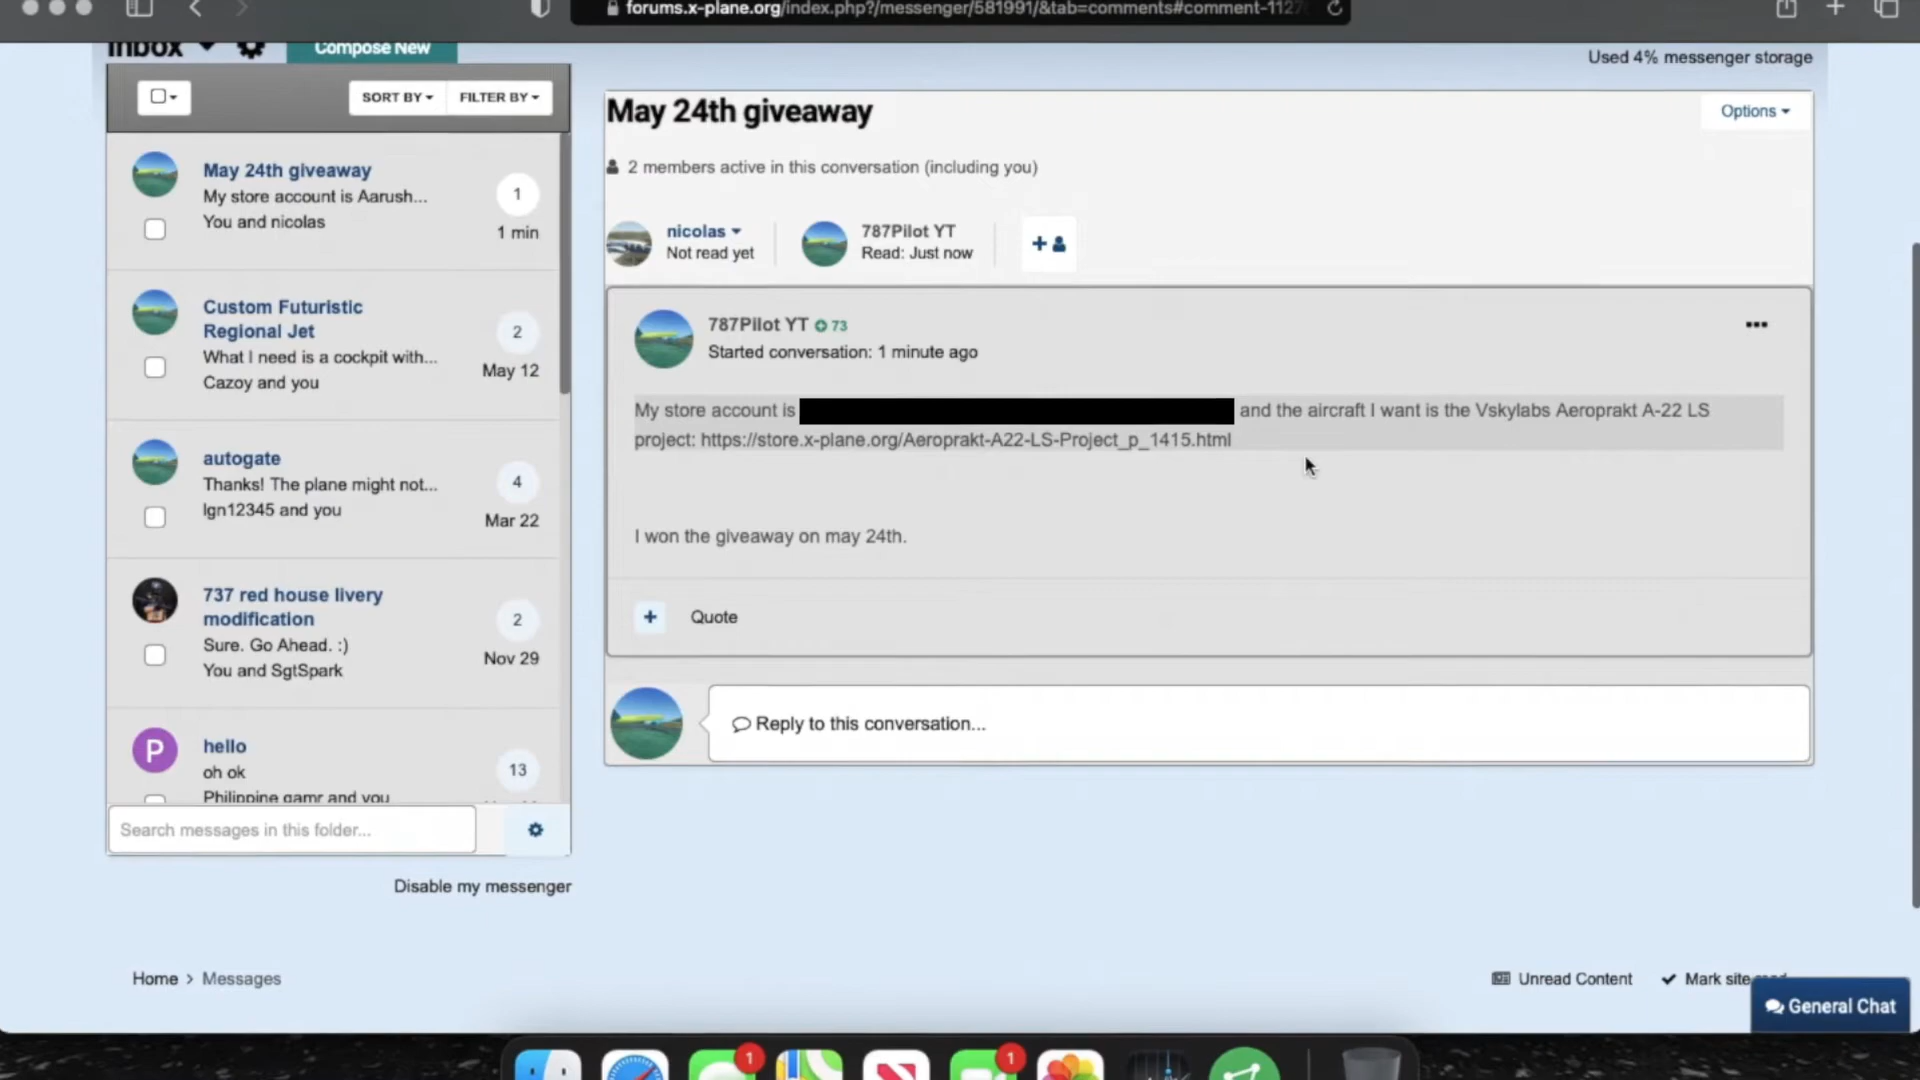 forums.x-plane.org/index.php?/messenger/581991/&tab=comments#comment-1127
Inbox
Compose New
Used 4% messenger storage
SORT BY
FILTER BY
May 24th giveaway
My store account is Aarush...
You and nicolas
1
1 min
Custom Futuristic
Regional Jet
What I need is a cockpit with...
Cazoy and you
2
May 12
autogate
Thanks! The plane might not...
lgn12345 and you
4
Mar 22
737 red house livery
modification
Sure. Go Ahead. :)
You and SgtSpark
2
Nov 29
P
hello
oh ok
Philippine gamr and you
13
Search messages in this folder...
Disable my messenger
May 24th giveaway
Options
2 members active in this conversation (including you)
nicolas
Not read yet
787Pilot YT
Read: Just now
787Pilot YT 73
Started conversation: 1 minute ago
My store account is and the aircraft I want is the Vskylabs Aeroprakt A-22 LS
project: https://store.x-plane.org/Aeroprakt-A22-LS-Project_p_1415.html
I won the giveaway on may 24th.
+ Quote
Reply to this conversation...
Home > Messages
Unread Content
Mark site read
General Chat
1
1